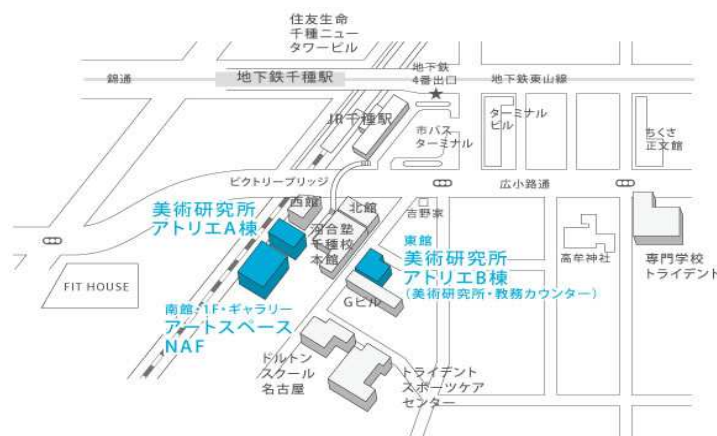 住友生命
千種ニュー
タワービル
地下鉄
4番出口
錦通
地下鉄千種駅
地下鉄東山線
JR千種駅
市バス
ターミナル
ターミナル
ビル
ちくさ
正文館
ビクトリーブリッジ
広小路通
美術研究所
アトリエA棟
西館
北館
吉野家
河合塾
千種校
本館
東館
美術研究所
アトリエB棟
(美術研究所・教務カウンター)
高牟神社
専門学校
トライデント
FIT HOUSE
Gビル
南館・1F・ギャラリー
アートスペース
NAF
ドルトン
スクール
名古屋
トライデント
スポーツケア
センター